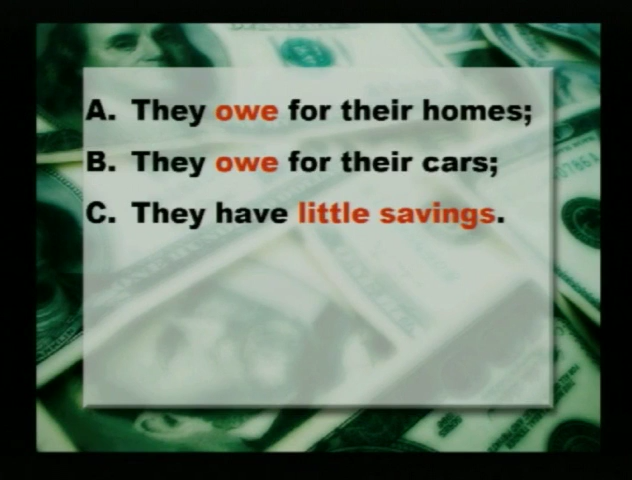 A. They owe for their homes;
B. They owe for their cars;
C. They have little savings.